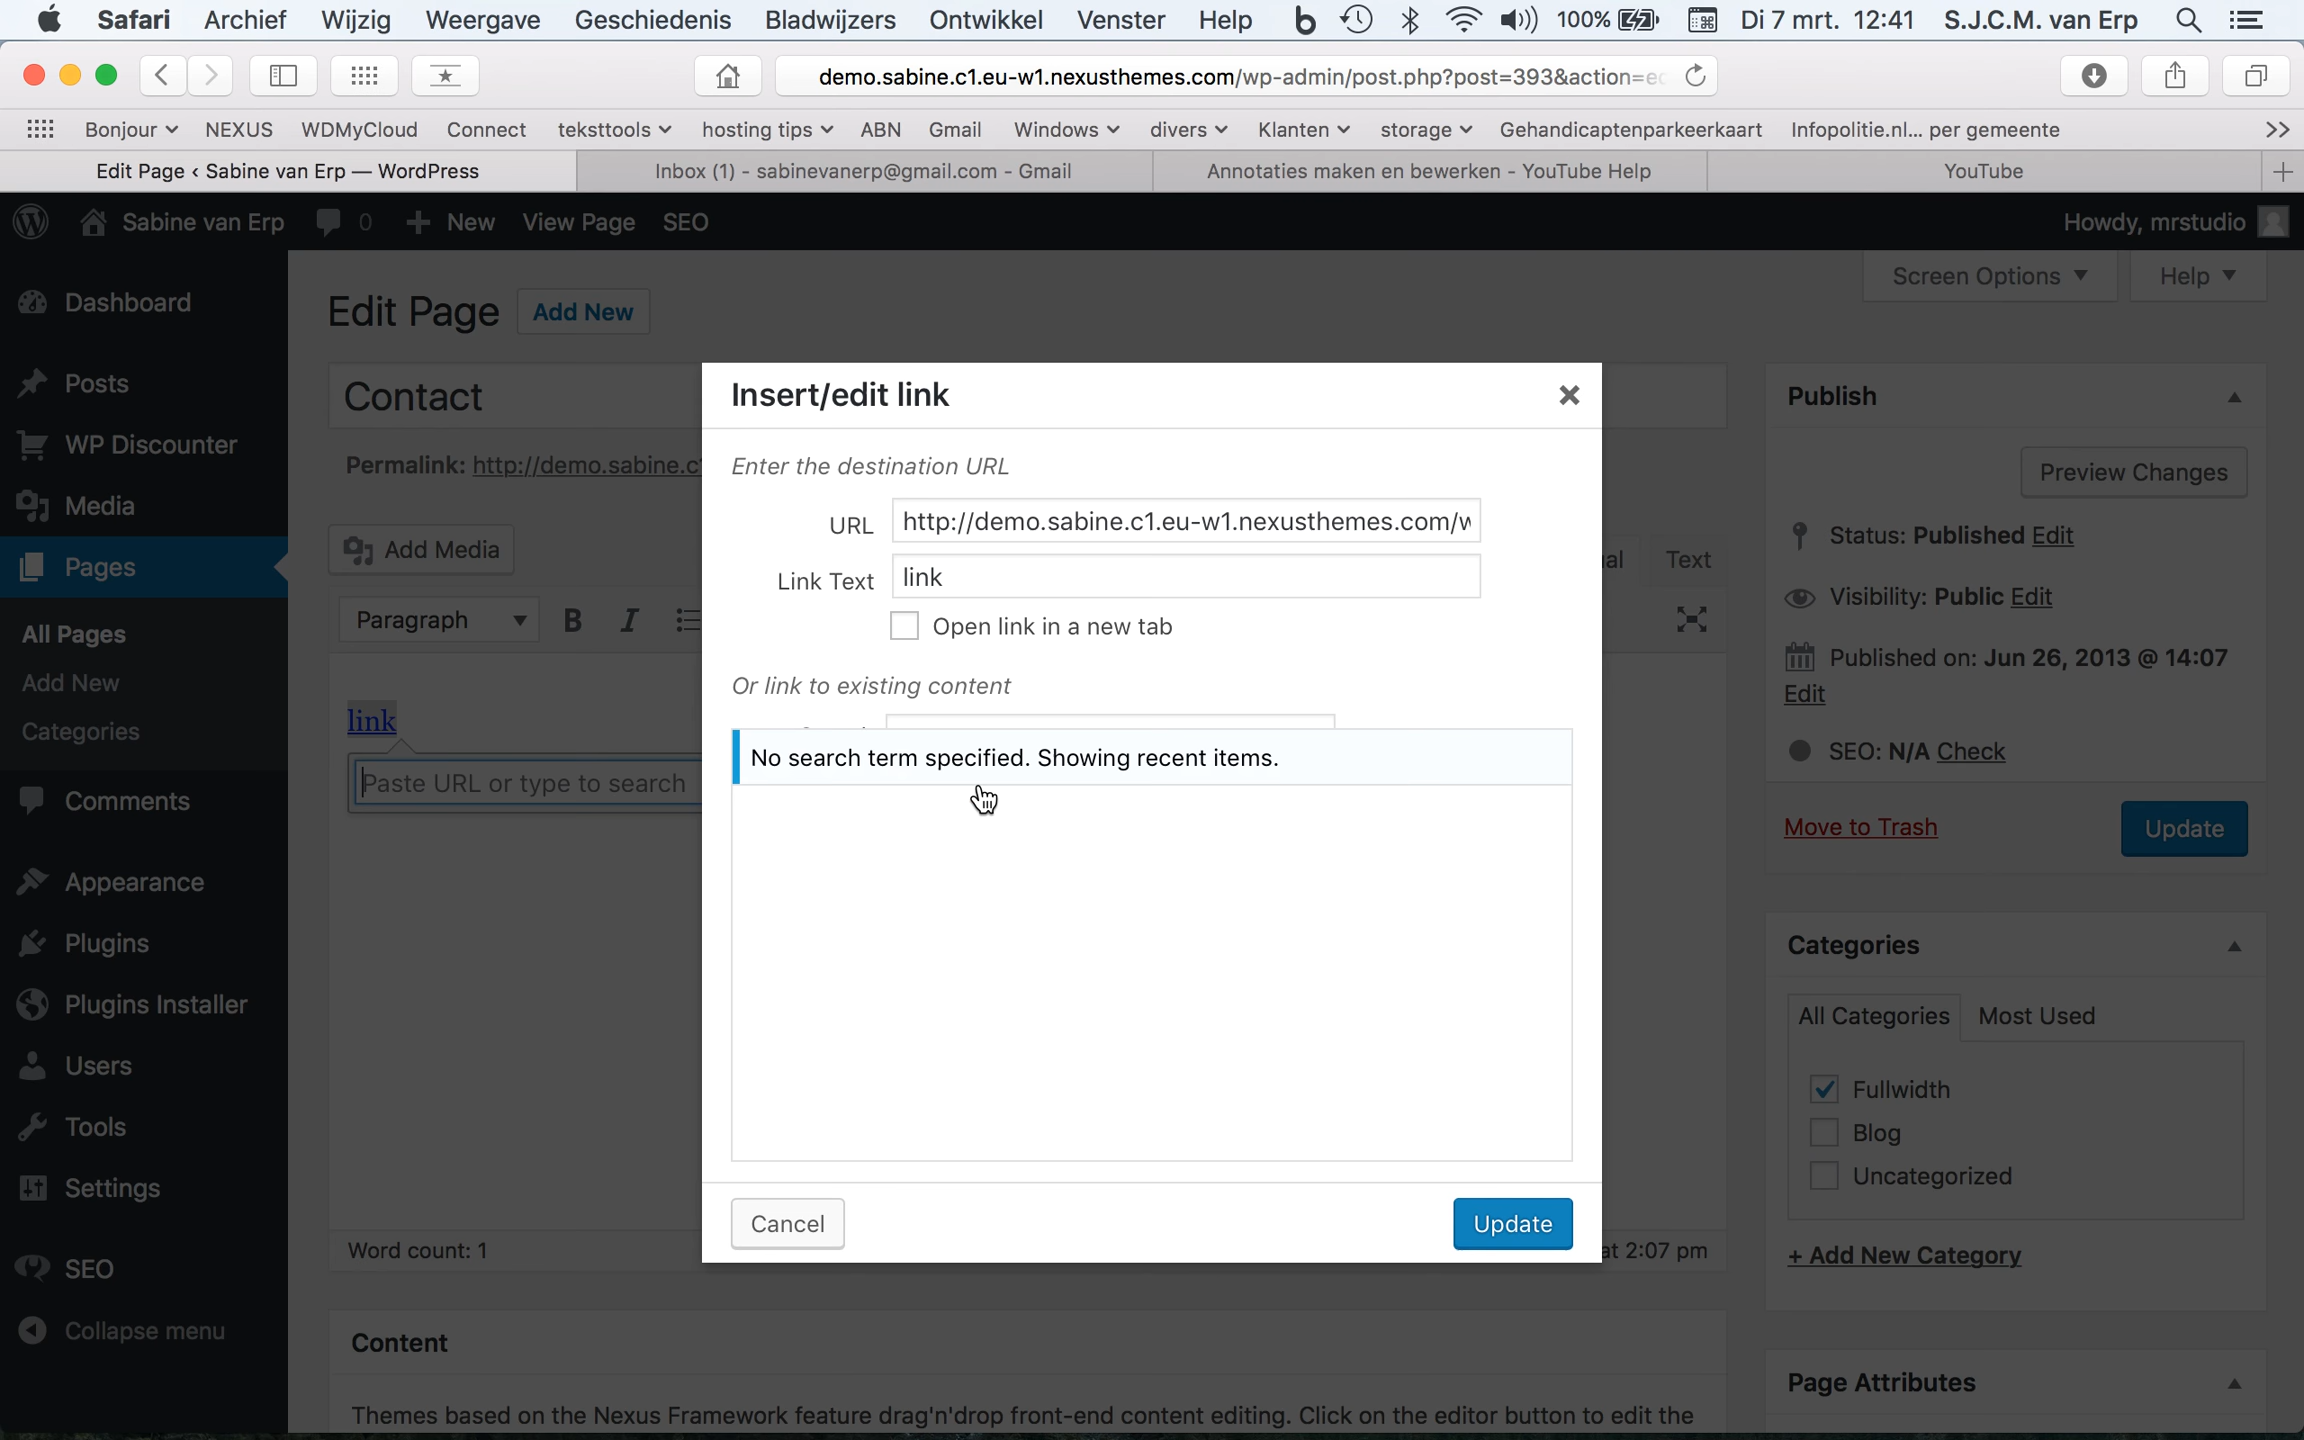 Safari Archief Wijzig Weergave Geschiedenis Bladwijzers Ontwikkel Venster Help 100% Di 7 mrt. 12:41 S.J.C.M. van Erp
demo.sabine.c1.eu-w1.nexusthemes.com/wp-admin/post.php?post=393&action=ec
Bonjour NEXUS WDMyCloud Connect teksttools hosting tips ABN Gmail Windows divers Klanten storage Gehandicaptenparkeerkaart Infopolitie.nl... per gemeente
Edit Page ‹ Sabine van Erp — WordPress Inbox (1) - sabinevanerp@gmail.com - Gmail Annotaties maken en bewerken - YouTube Help YouTube
Sabine van Erp 0 + New View Page SEO Howdy, mrstudio
Dashboard
Posts
WP Discounter
Media
Pages
All Pages
Add New
Categories
Comments
Appearance
Plugins
Plugins Installer
Users
Tools
Settings
SEO
Collapse menu
Screen Options Help
Edit Page Add New
Contact
Permalink: http://demo.sabine.c1
Add Media
al Text
Paragraph B I
link
Paste URL or type to search
Word count: 1
at 2:07 pm
Content
Themes based on the Nexus Framework feature drag'n'drop front-end content editing. Click on the editor button to edit the
Insert/edit link
Enter the destination URL
URL http://demo.sabine.c1.eu-w1.nexusthemes.com/w
Link Text link
Open link in a new tab
Or link to existing content
No search term specified. Showing recent items.
Cancel Update
Publish
Preview Changes
Status: Published Edit
Visibility: Public Edit
Published on: Jun 26, 2013 @ 14:07
Edit
SEO: N/A Check
Move to Trash Update
Categories
All Categories Most Used
Fullwidth
Blog
Uncategorized
+ Add New Category
Page Attributes